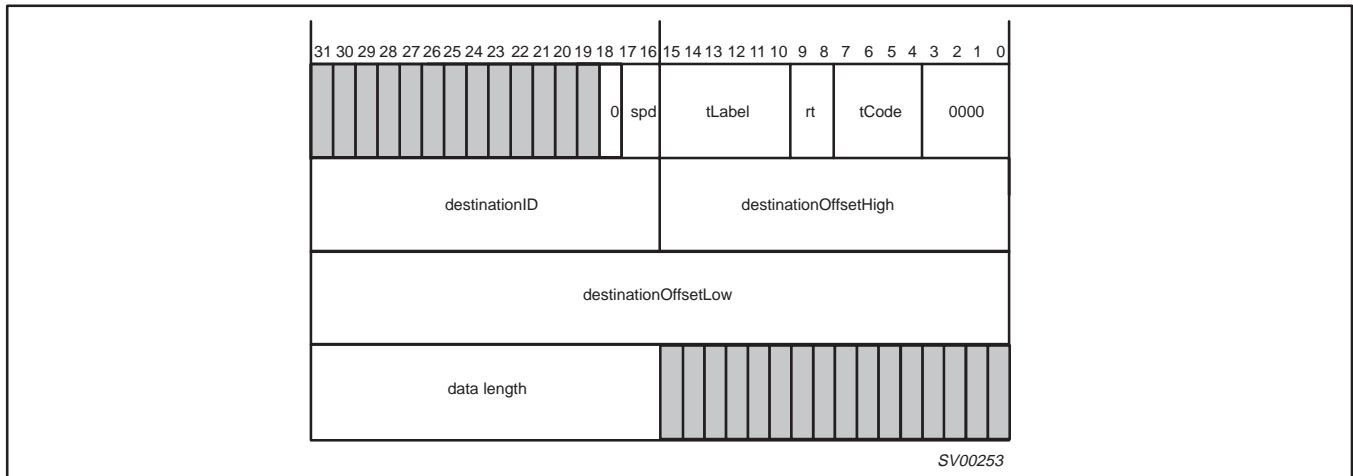 31 30 29 28 27 26 25 24 23 22 21 20 19 18 17 16 15 14 13 12 11 10 9 8 7 6 5 4 3 2 1 0
0 spd tLabel rt tCode 0000
destinationID destinationOffsetHigh
destinationOffsetLow
data length
SV00253